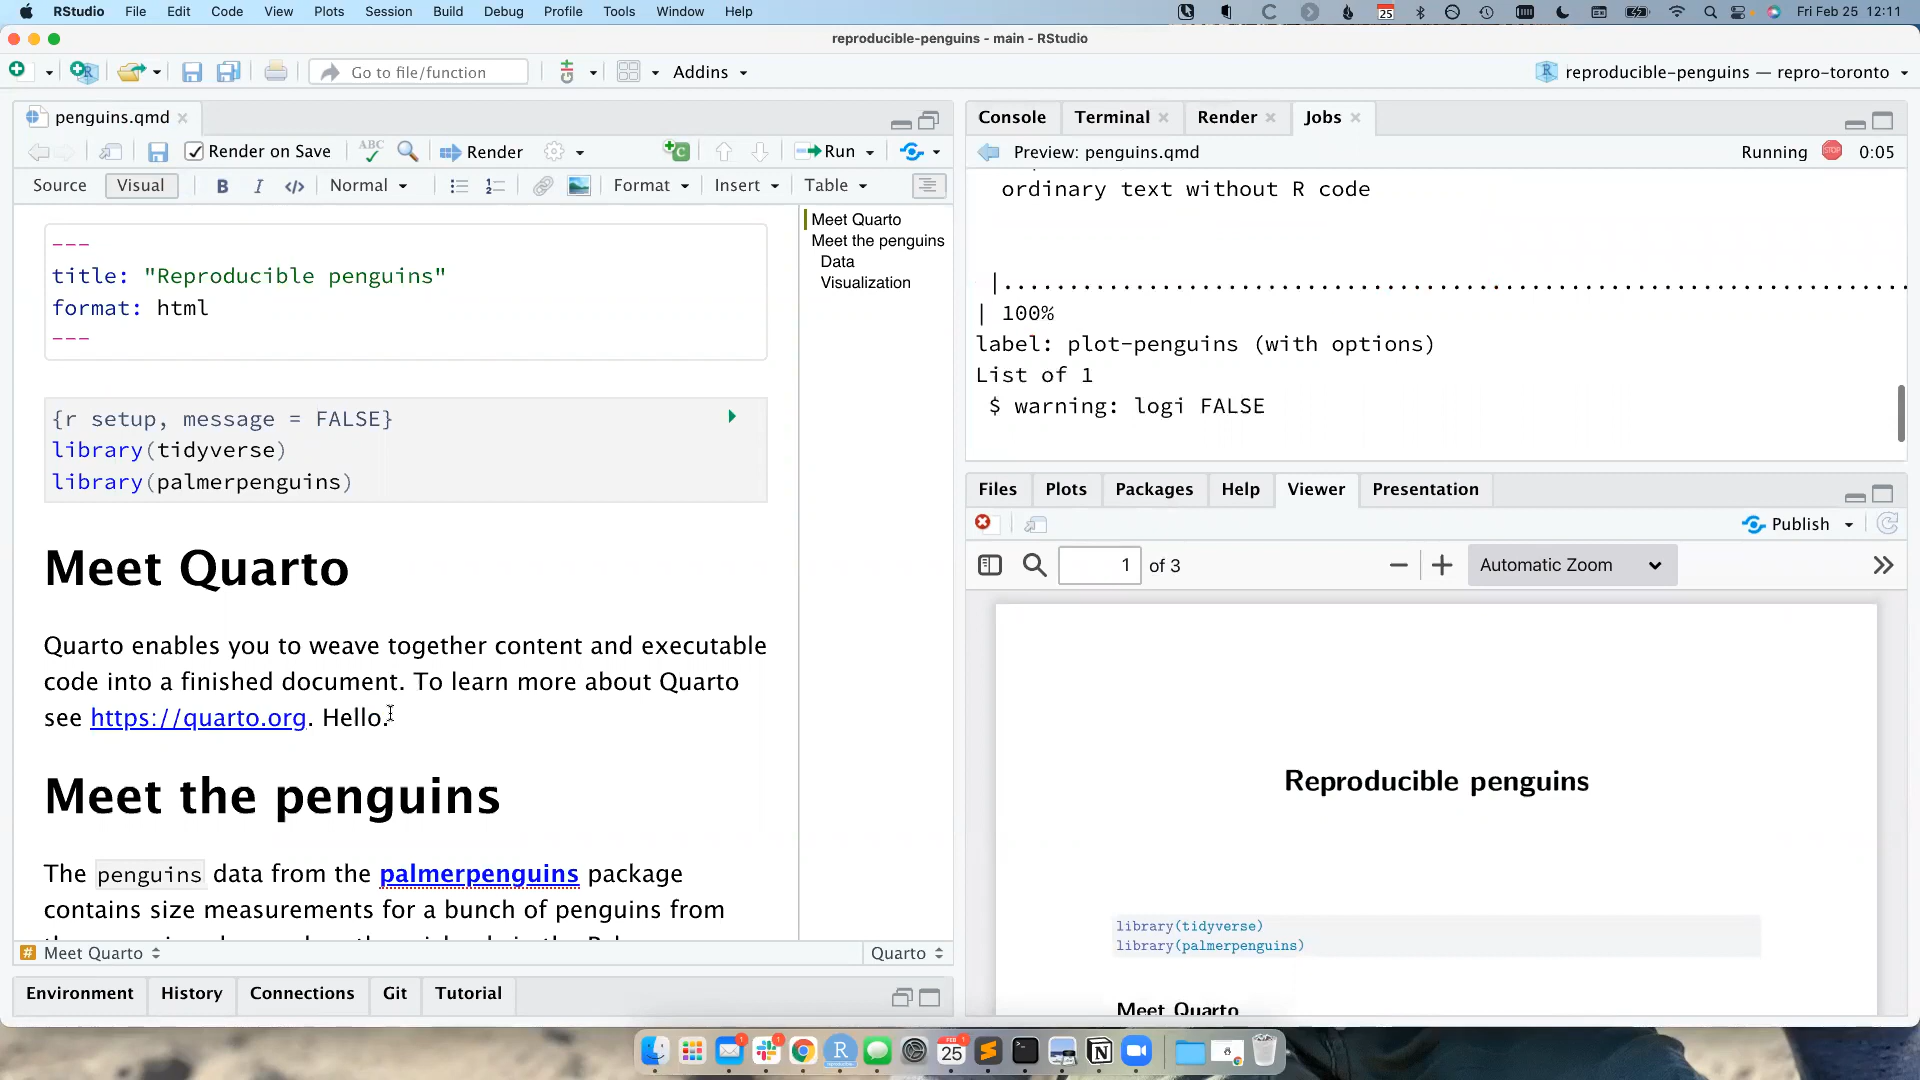 RStudio File Edit Code View Plots Session Build Debug Profile Tools Window Help
25 Fri Feb 25 12:11
reproducible-penguins - main - RStudio
Go to file/function Addins reproducible-penguins — repro-toronto
penguins.qmd
Render on Save ABC Render Run
Source Visual B I </> Normal Format Insert Table
---
title: "Reproducible penguins"
format: html
---
{r setup, message = FALSE}
library(tidyverse)
library(palmerpenguins)
Meet Quarto
Quarto enables you to weave together content and executable
code into a finished document. To learn more about Quarto
see https://quarto.org. Hello.
Meet the penguins
The penguins data from the palmerpenguins package
contains size measurements for a bunch of penguins from
Meet Quarto
Meet the penguins
Data
Visualization
Meet Quarto Quarto
Environment History Connections Git Tutorial
Console Terminal Render Jobs
Preview: penguins.qmd Running STOP 0:05
ordinary text without R code
|......................................................................
| 100%
label: plot-penguins (with options)
List of 1
$ warning: logi FALSE
Files Plots Packages Help Viewer Presentation
Publish
1 of 3 Automatic Zoom
Reproducible penguins
library(tidyverse)
library(palmerpenguins)
Meet Quarto
FEB
25